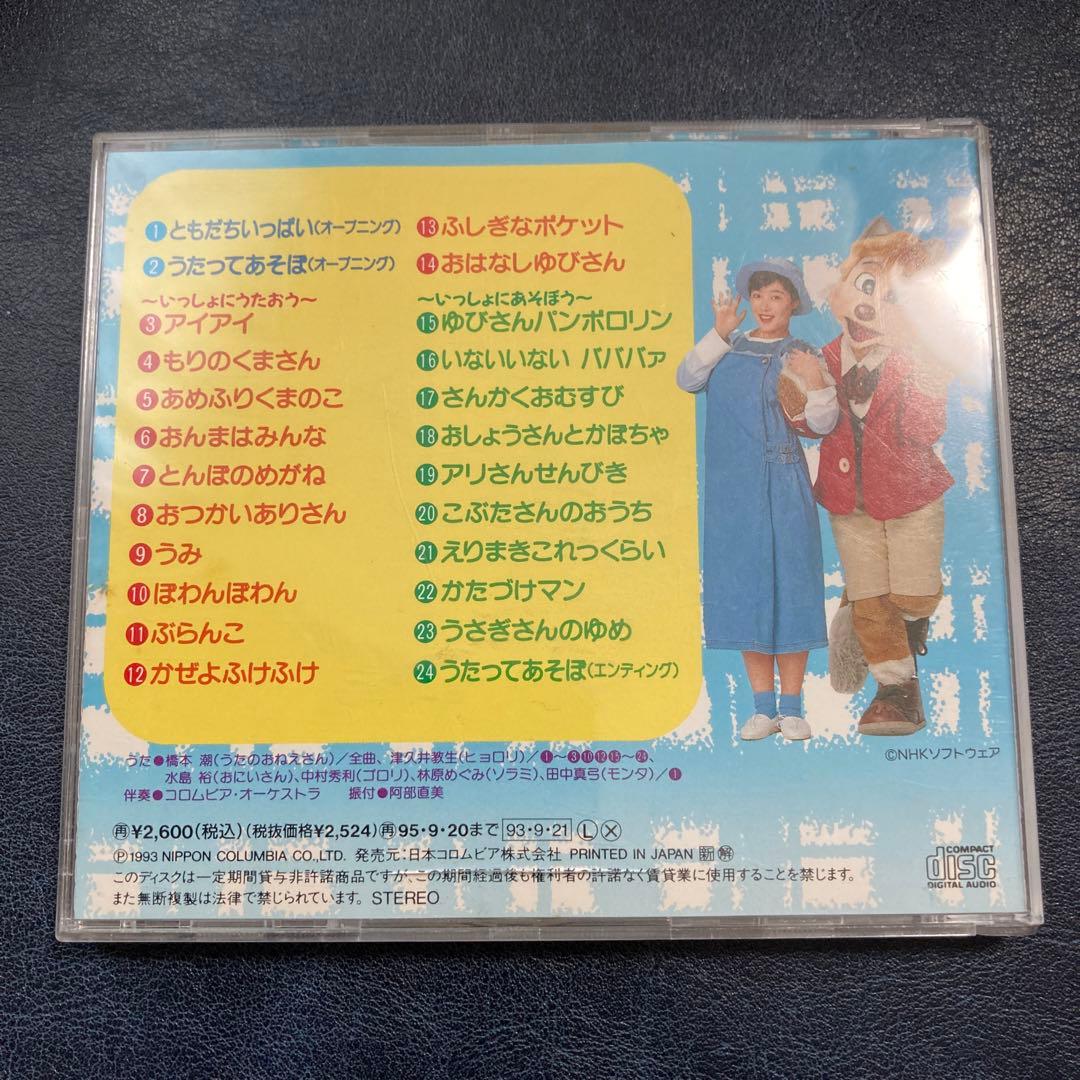 1 ともだちいっぱい(オープニング)
2 うたってあそぼ(オープニング)
〜いっしょにうたおう〜
3 アイアイ
4 もりのくまさん
5 あめふりくまのこ
6 おんまはみんな
7 とんぼのめがね
8 おつかいありさん
9 うみ
10 ぽわんぽわん
11 ぶらんこ
12 かぜよふけふけ
13 ふしぎなポケット
14 おはなしゆびさん
〜いっしょにあそぼう〜
15 ゆびさんパンポロリン
16 いないいない バババァ
17 さんかくおむすび
18 おしょうさんとかぼちゃ
19 アリさんせんびき
20 こぶたさんのおうち
21 えりまきこれっくらい
22 かたづけマン
23 うさぎさんのゆめ
24 うたってあそぼ(エンディング)
©NHKソフトウェア
うた●橋本 潮(うたのおねえさん)/全曲、津久井教生(ヒョロリ)/①〜③⑩⑫⑮〜㉔、
水島 裕(おにいさん)、中村秀利(ゴロリ)、林原めぐみ(ソラミ)、田中真弓(モンタ)/①
伴奏●コロムビア・オーケストラ 振付●阿部直美
再¥2,600(税込)(税抜価格¥2,524)再95・9・20まで 93・9・21 Ⓛ Ⓧ
Ⓟ1993 NIPPON COLUMBIA CO., LTD. 発売元:日本コロムビア株式会社 PRINTED IN JAPAN 新 解
このディスクは一定期間貸与非許諾商品ですが、この期間経過後も権利者の許諾なく賃貸業に使用することを禁じます。
また無断複製は法律で禁じられています。 STEREO
COMPACT
disc
DIGITAL AUDIO